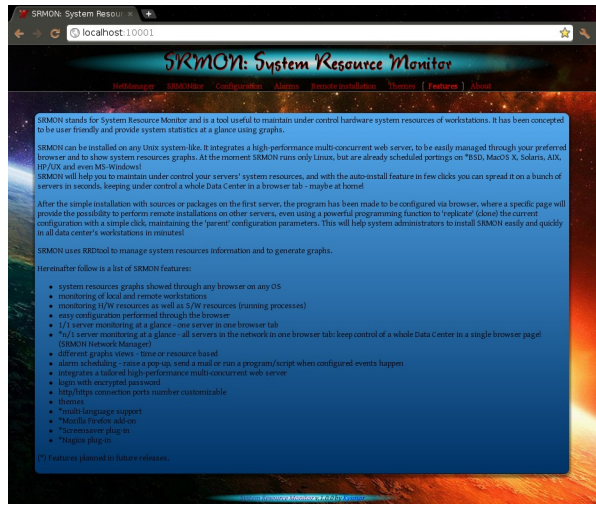 SRMON: System Resour
localhost:10001
SRMON: System Resource Monitor
NetManager SRMONitor Configuration Alarms Remote Installation Themes [ Features ] About
SRMON stands for System Resource Monitor and is a tool useful to maintain under control hardware system resources of workstations. It has been concepted
to be user friendly and provide system statistics at a glance using graphs.
SRMON can be installed on any Unix system-like. It integrates a high-performance multi-concurrent web server, to be easily managed through your preferred
browser and to show system resources graphs. At the moment SRMON runs only Linux, but are already scheduled portings on *BSD, MacOS X, Solaris, AIX,
HP/UX and even MS-Windows!
SRMON will help you to maintain under control your servers' system resources, and with the auto-install feature in few clicks you can spread it on a bunch of
servers in seconds, keeping under control a whole Data Center in a browser tab - maybe at home!
After the simple installation with sources or packages on the first server, the program has been made to be configured via browser, where a specific page will
provide the possibility to perform remote installations on other servers, even using a powerful programming function to 'replicate' (clone) the current
configuration with a simple click, maintaining the 'parent' configuration parameters. This will help system administrators to install SRMON easily and quickly
in all data center's workstations in minutes!
SRMON uses RRDtool to manage system resources information and to generate graphs.
Hereinafter follow is a list of SRMON features:
• system resources graphs showed through any browser on any OS
• monitoring of local and remote workstations
• monitoring H/W resources as well as S/W resources (running processes)
• easy configuration performed through the browser
• 1/1 server monitoring at a glance - one server in one browser tab
• *n/1 server monitoring at a glance - all servers in the network in one browser tab: keep control of a whole Data Center in a single browser page!
(SRMON Network Manager)
• different graphs views - time or resource based
• alarm scheduling - raise a pop-up, send a mail or run a program/script when configured events happen
• integrates a tailored high-performance multi-concurrent web server
• login with encrypted password
• http/https connection ports number customizable
• themes
• *multi-language support
• *Mozilla Firefox add-on
• *Screensaver plug-in
• *Nagios plug-in
(*) Features planned in future releases.
System Resource Monitor by